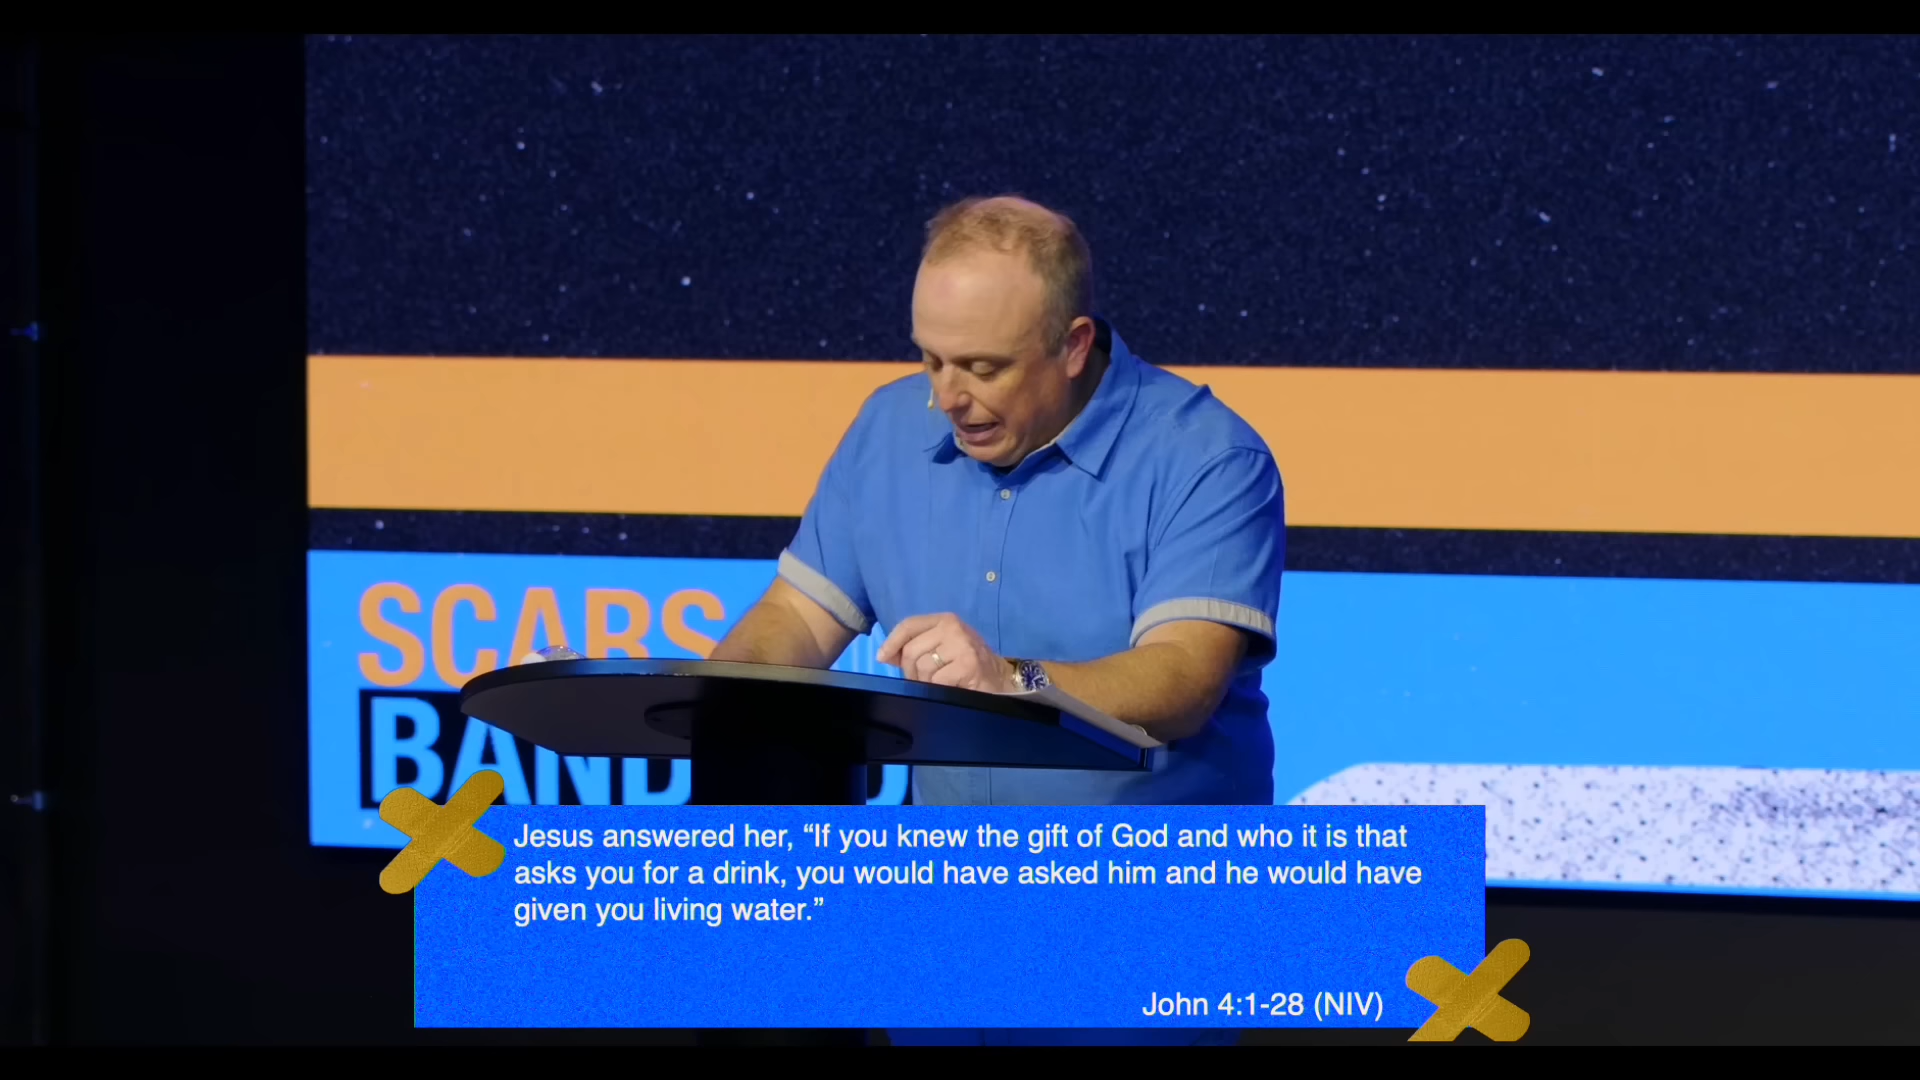 SCARS
Jesus answered her, “If you knew the gift of God and who it is that
asks you for a drink, you would have asked him and he would have
given you living water.”
John 4:1-28 (NIV)